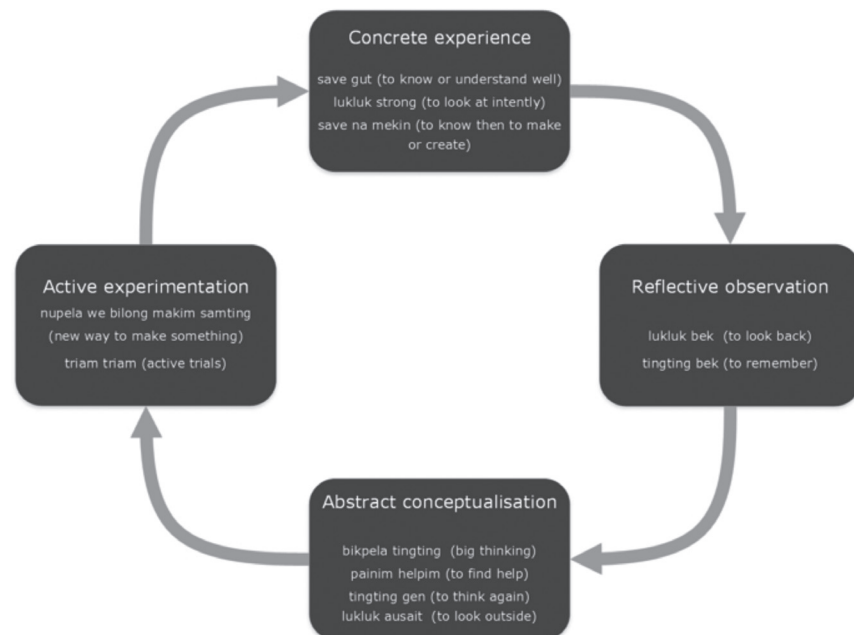 Concrete experience
save gut (to know or understand well)
lukluk strong (to look at intently)
save na mekin (to know then to make
or create)
Active experimentation
nupela we bilong makim samting
(new way to make something)
triam triam (active trials)
Reflective observation
lukluk bek (to look back)
tingting bek (to remember)
Abstract conceptualisation
bikpela tingting (big thinking)
painim helpim (to find help)
tingting gen (to think again)
lukluk ausait (to look outside)